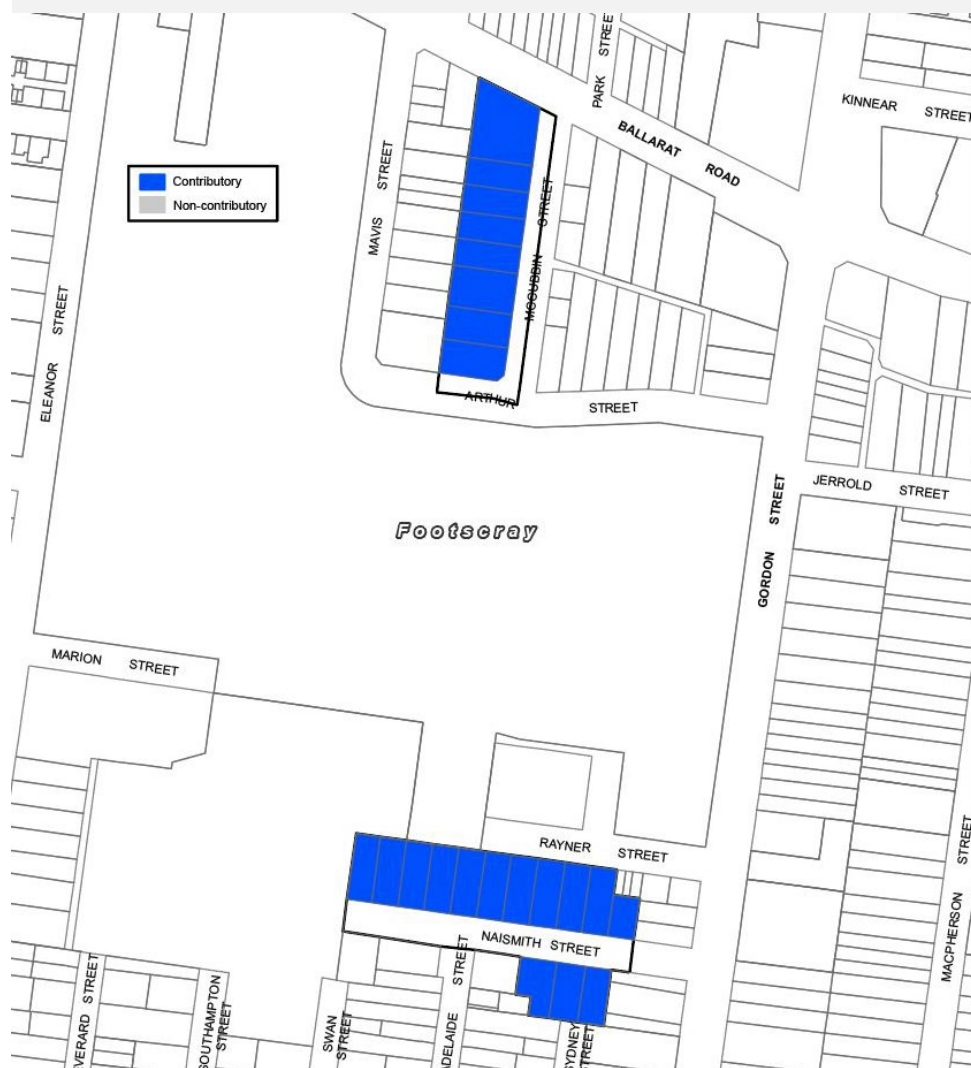 PARK STREET
KINNEAR STREET
BALLARAT ROAD
Contributory
Non-contributory
MAVIS STREET
MCCUBBIN STREET
ELEANOR STREET
ARTHUR STREET
JERROLD STREET
Footscray
GORDON STREET
MARION STREET
RAYNER STREET
MACPHERSON STREET
NAISMITH STREET
VERARD STREET
SOUTHAMPTON STREET
SWAN STREET
ADELAIDE STREET
SYDNEY STREET